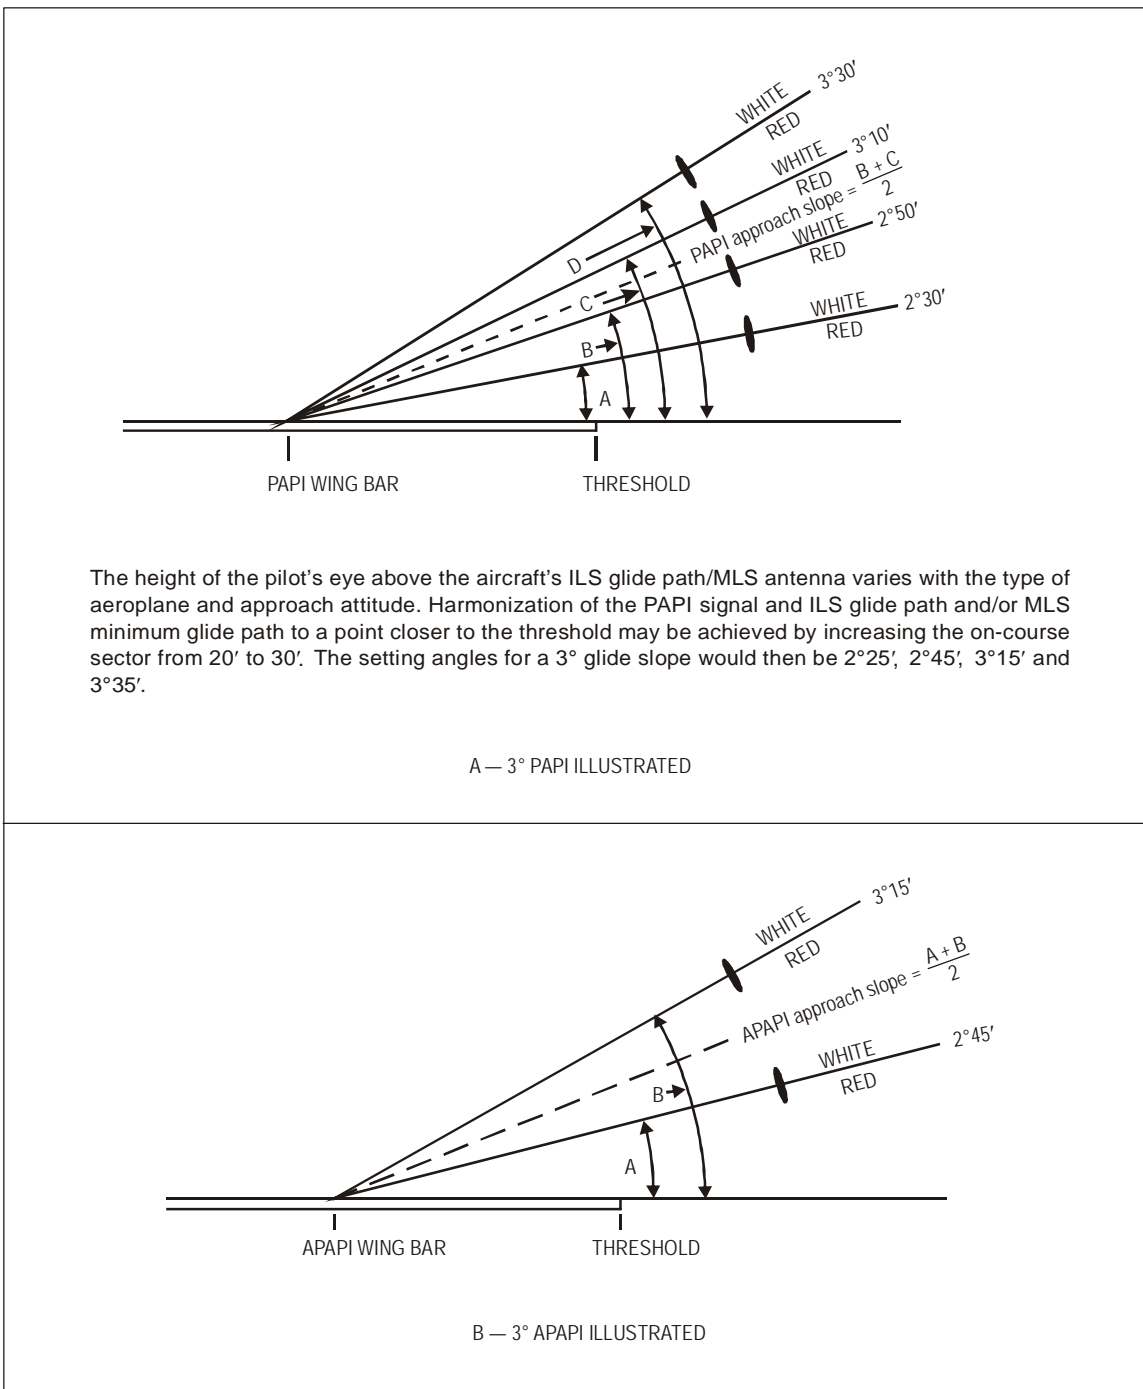 WHITE 3°30′
RED
WHITE 3°10′
RED
PAPI approach slope = B + C
2
WHITE 2°50′
RED
WHITE 2°30′
RED
D
C
B
A
PAPI WING BAR THRESHOLD
The height of the pilot's eye above the aircraft's ILS glide path/MLS antenna varies with the type of
aeroplane and approach attitude. Harmonization of the PAPI signal and ILS glide path and/or MLS
minimum glide path to a point closer to the threshold may be achieved by increasing the on-course
sector from 20′ to 30′. The setting angles for a 3° glide slope would then be 2°25′, 2°45′, 3°15′ and
3°35′.
A — 3° PAPI ILLUSTRATED
WHITE 3°15′
RED
APAPI approach slope = A + B
2
WHITE 2°45′
RED
B
A
APAPI WING BAR THRESHOLD
B — 3° APAPI ILLUSTRATED